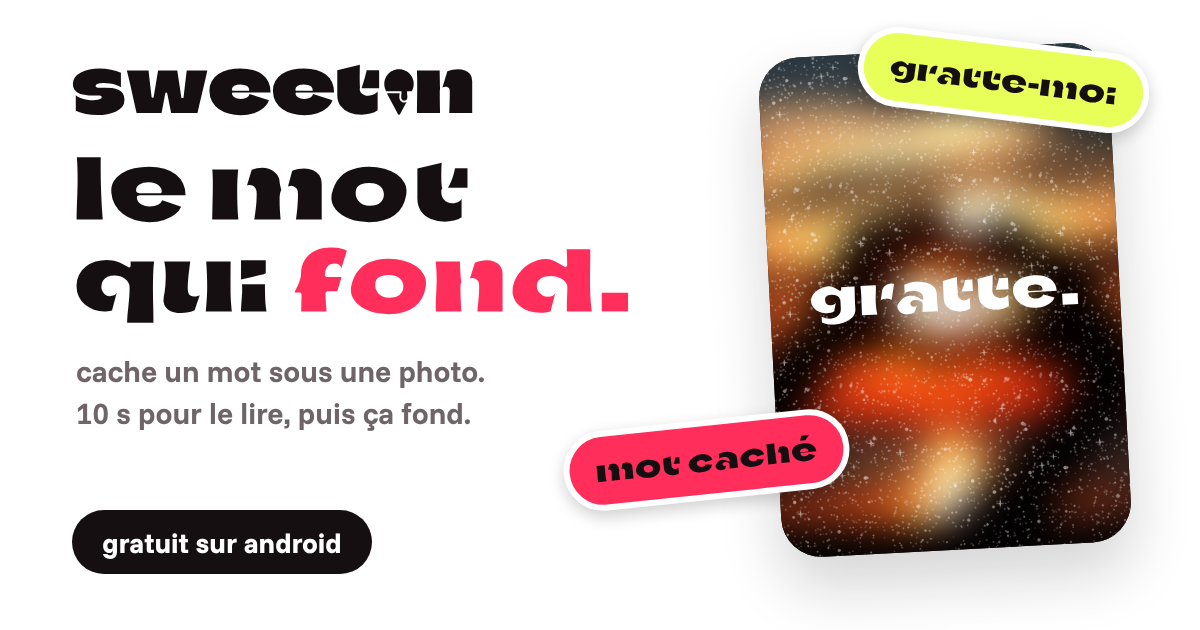 sweetin
le mot
qui fond.
cache un mot sous une photo.
10 s pour le lire, puis ça fond.
gratuit sur android
gratte-moi
gratte.
mot caché